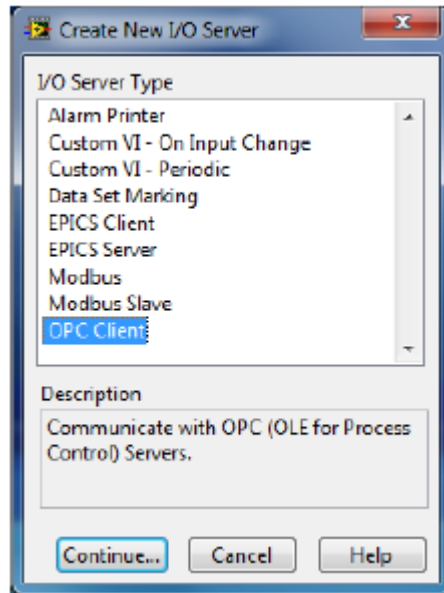 Create New I/O Server
I/O Server Type
Alarm Printer
Custom VI - On Input Change
Custom VI - Periodic
Data Set Marking
EPICS Client
EPICS Server
Modbus
Modbus Slave
OPC Client
Description
Communicate with OPC (OLE for Process
Control) Servers.
Continue... Cancel Help